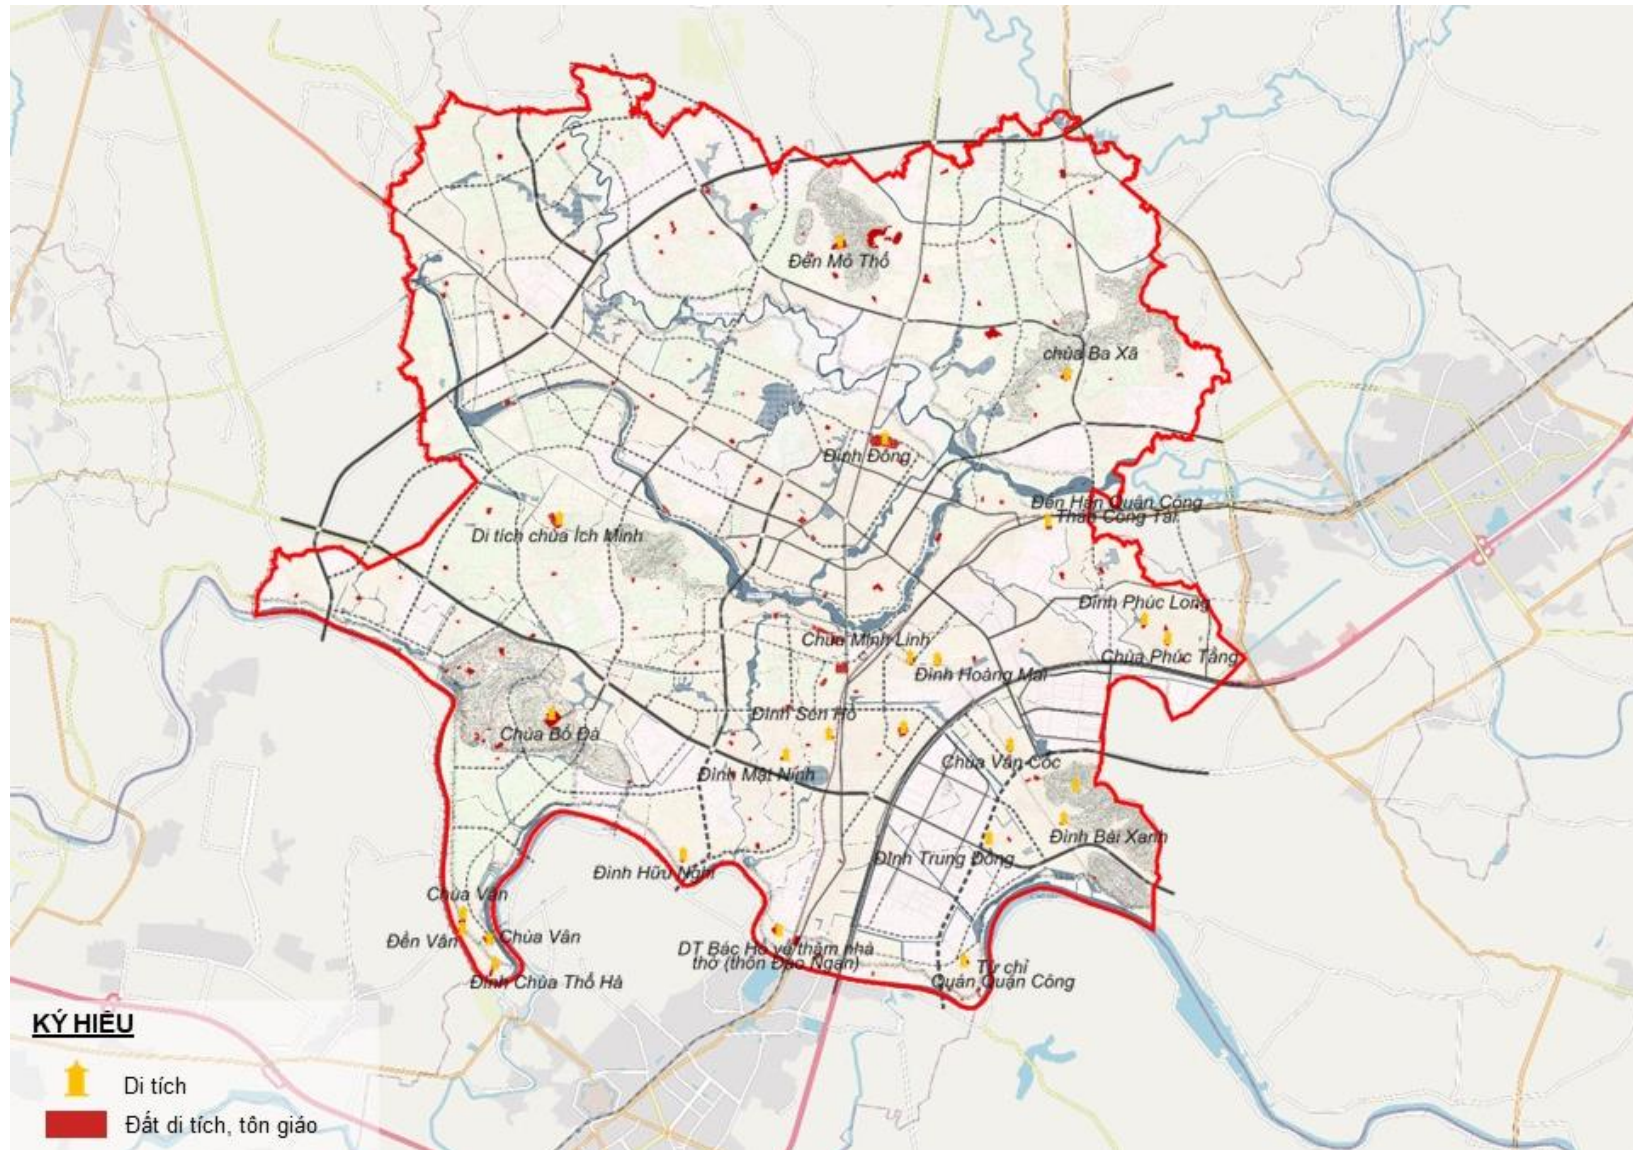 Đền Mỏ Thổ
chùa Ba Xã
Đình Đông
Đền Hán Quận Công
Thân Công Tài
Di tích chùa Ích Minh
Đình Phúc Long
Chùa Minh Linh
Chùa Phúc Tằng
Đình Hoàng Mai
Đình Sen Hồ
Chùa Bổ Đà
Chùa Vân Cốc
Đình Mật Ninh
Đình Bài Xanh
Đình Trung Đồng
Đình Hữu Nghi
Chùa Vân
Đền Vân
Chùa Vân
DT Bác Hồ về thăm nhà
thờ (thôn Đạo Ngạn)
Từ chỉ
Quán Quận Công
Đình Chùa Thổ Hà
KÝ HIỆU
Di tích
Đất di tích, tôn giáo